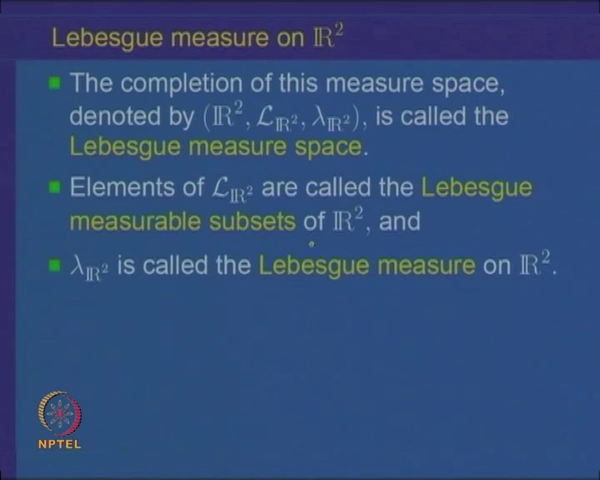 Lebesgue measure on ℝ²
The completion of this measure space,
denoted by (ℝ², 𝓛_ℝ², λ_ℝ²), is called the
Lebesgue measure space.
Elements of 𝓛_ℝ² are called the Lebesgue
measurable subsets of ℝ², and
λ_ℝ² is called the Lebesgue measure on ℝ².
NPTEL